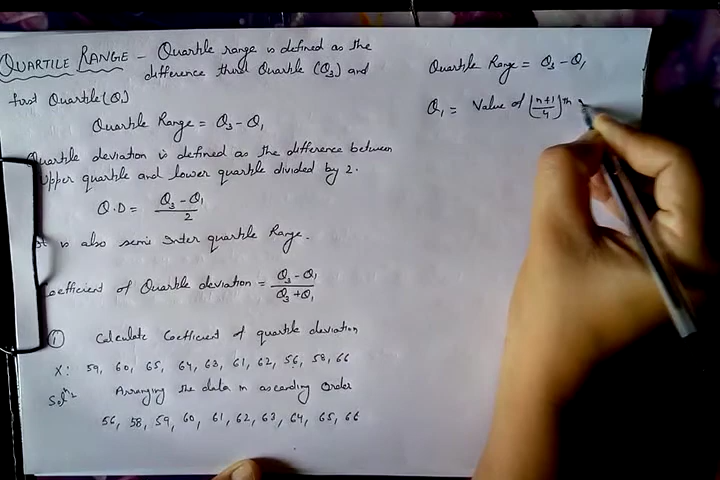 QUARTILE RANGE - Quartile range is defined as the
difference third Quartile (Q3) and
first Quartile (Q1)
Quartile Range = Q3 - Q1
Quartile deviation is defined as the difference between
Upper quartile and lower quartile divided by 2.
Q.D = Q3 - Q1 / 2
It is also semi Inter quartile Range.
Coefficient of Quartile deviation = Q3 - Q1 / Q3 + Q1
① Calculate Coefficient of quartile deviation
X: 59, 60, 65, 64, 63, 61, 62, 56, 58, 66
Soln: Arranging the data in ascending Order
56, 58, 59, 60, 61, 62, 63, 64, 65, 66
Quartile Range = Q3 - Q1
Q1 = Value of (n+1/4)th